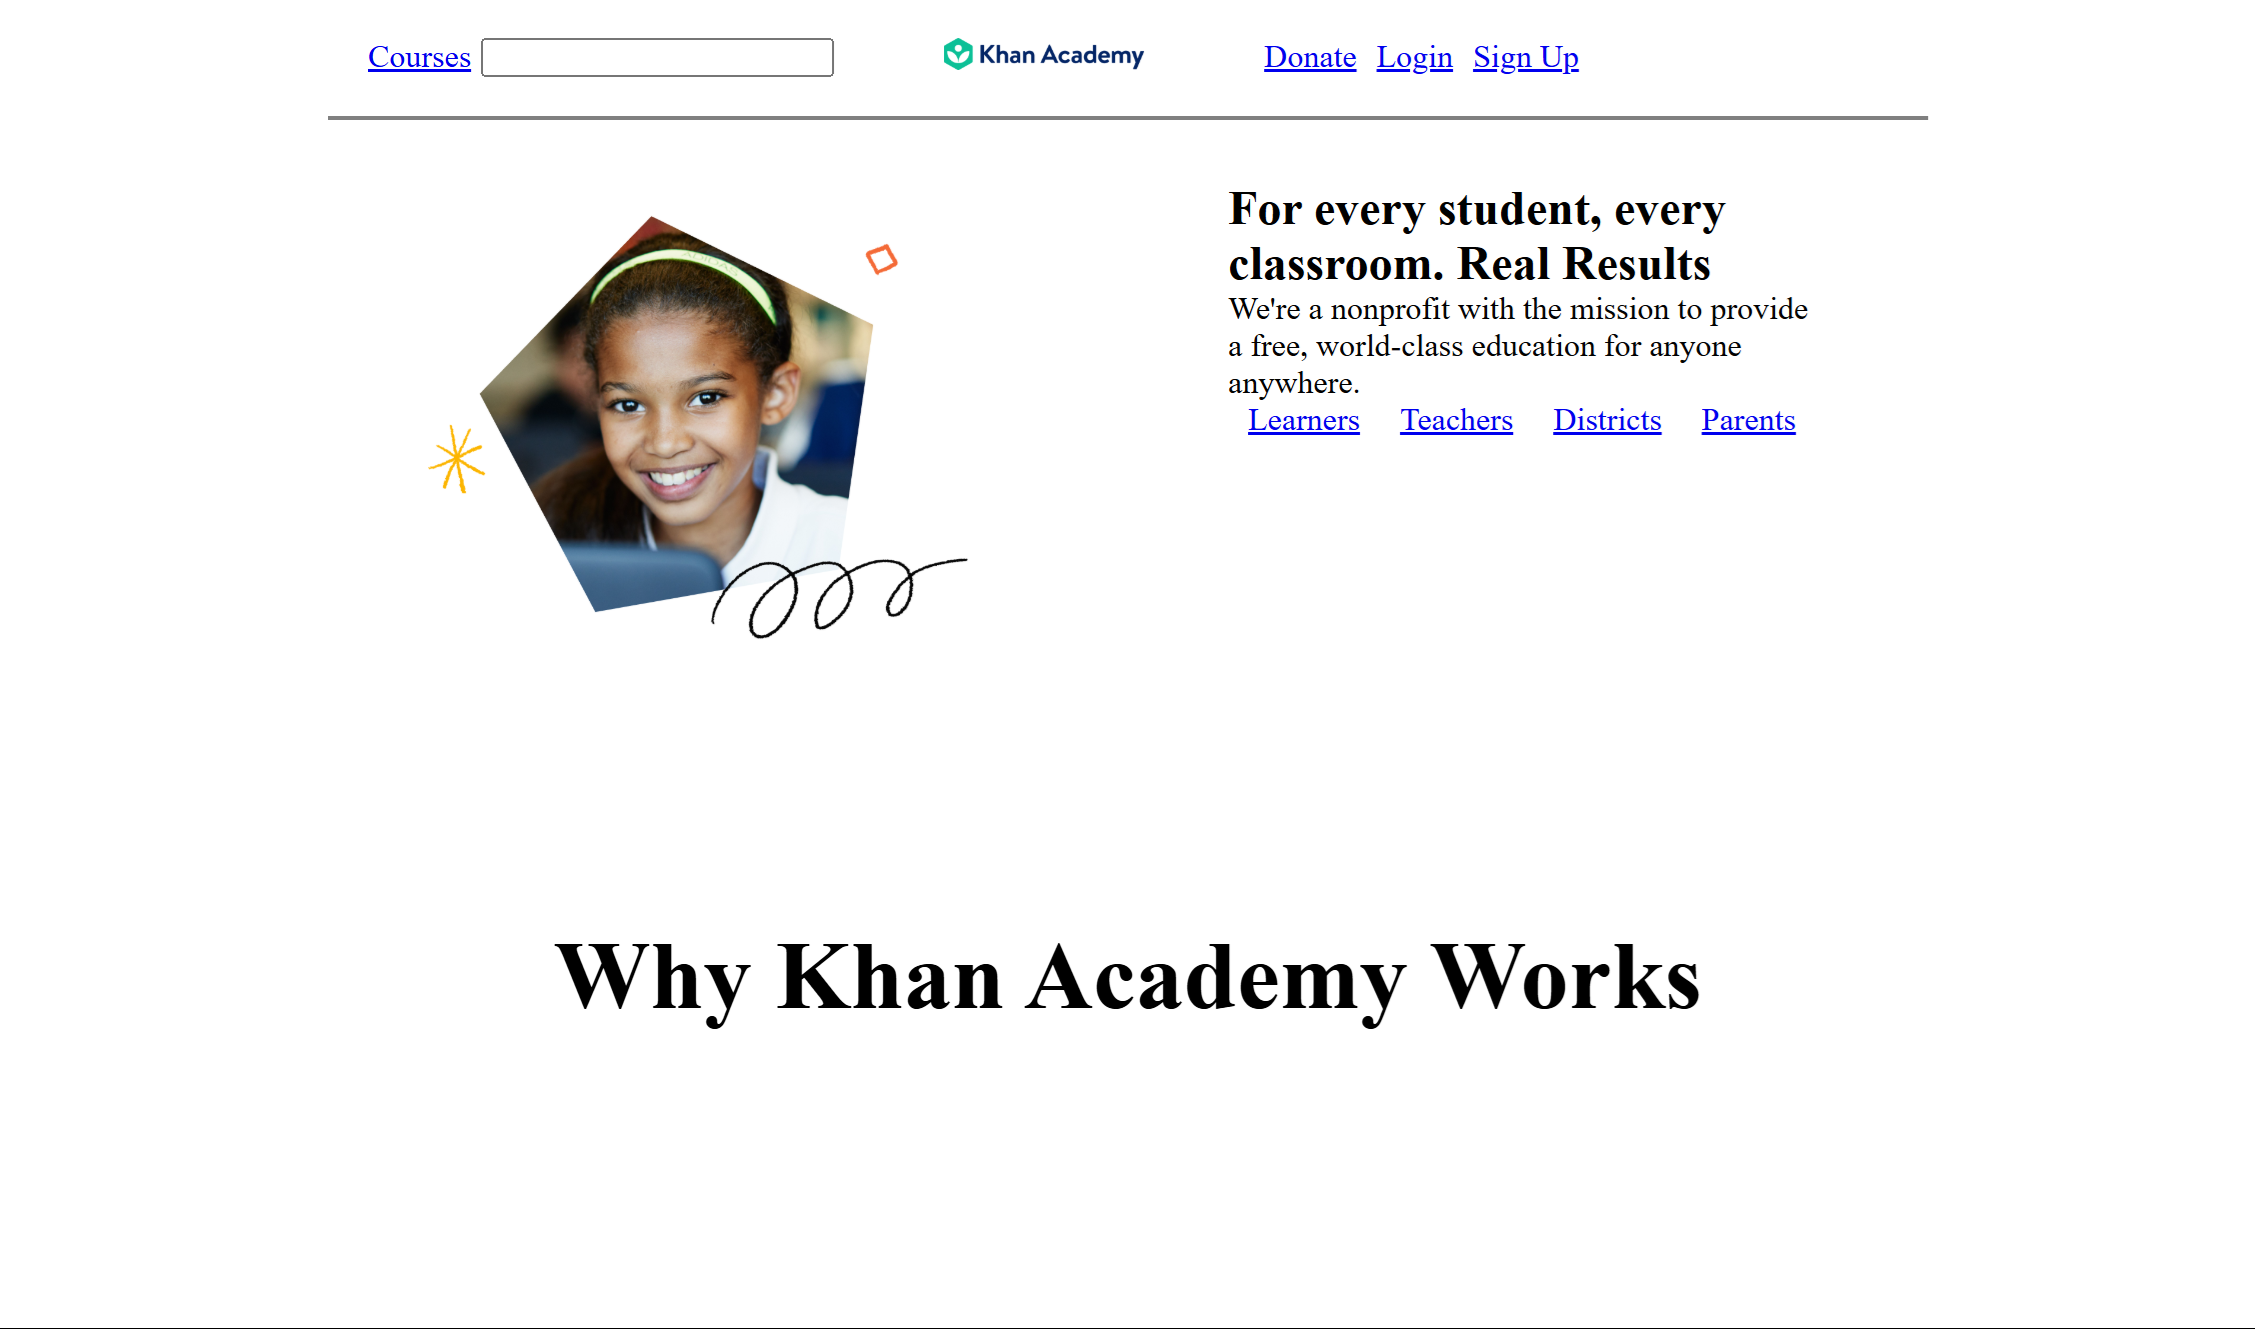 Courses
Khan Academy
Donate Login Sign Up
For every student, every
classroom. Real Results
We're a nonprofit with the mission to provide
a free, world-class education for anyone
anywhere.
Learners Teachers Districts Parents
Why Khan Academy Works